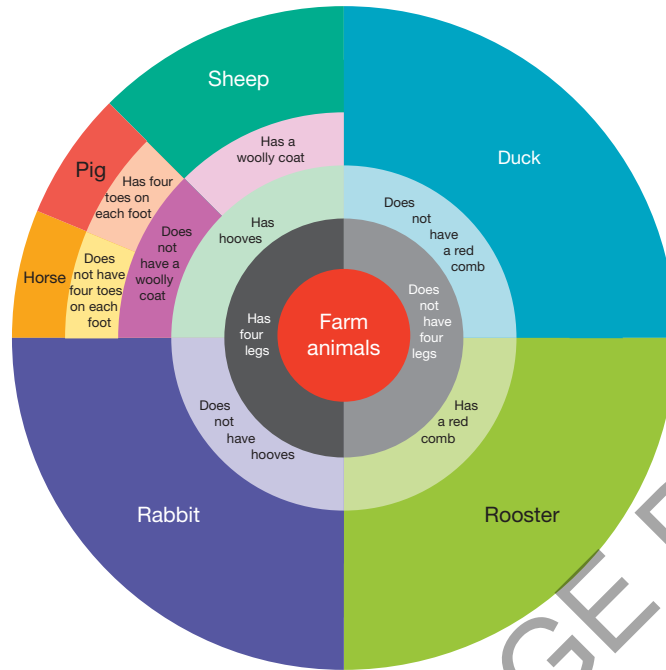 Sheep
Has a
woolly coat
Duck
Pig
Has four
toes on
each foot
Does
not
have a
woolly
coat
Has
hooves
Does
not
have
a red
comb
Horse
Does
not have
four toes
on each
foot
Has
four
legs
Farm
animals
Does
not
have
four
legs
Does
not
have
hooves
Has
a red
comb
Rabbit
Rooster
GE